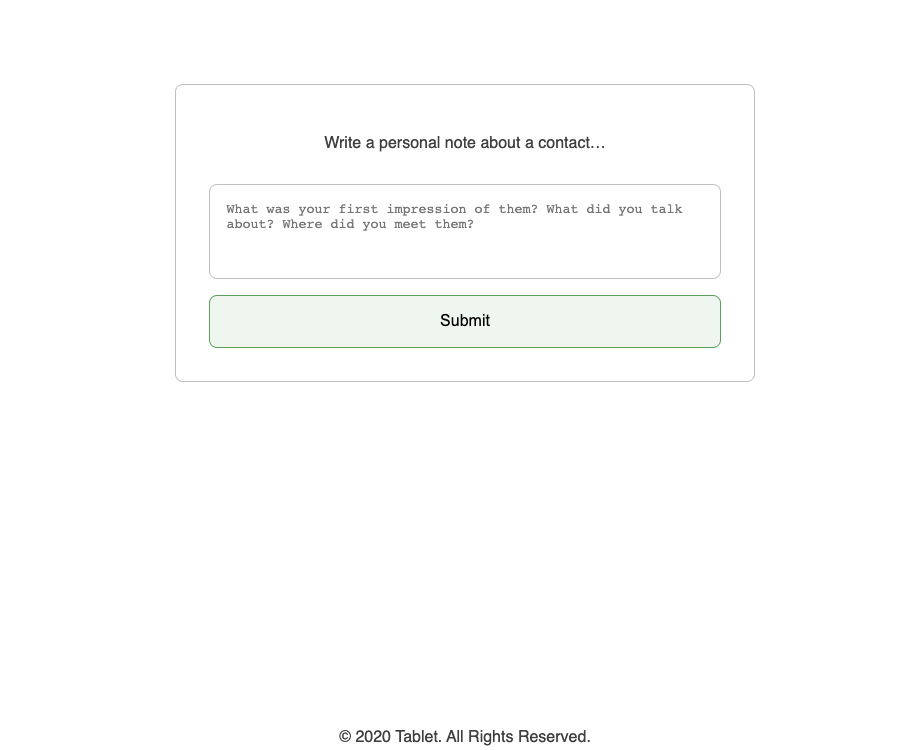 Write a personal note about a contact…
What was your first impression of them? What did you talk
about? Where did you meet them?
Submit
© 2020 Tablet. All Rights Reserved.